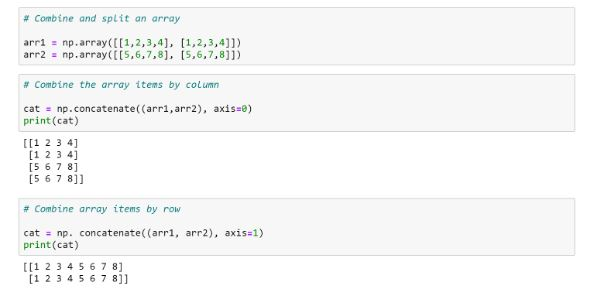 # Combine and split an array
arr1 = np.array([[1,2,3,4], [1,2,3,4]])
arr2 = np.array([[5,6,7,8], [5,6,7,8]])
# Combine the array items by column
cat = np.concatenate((arr1,arr2), axis=0)
print(cat)
[[1 2 3 4]
 [1 2 3 4]
 [5 6 7 8]
 [5 6 7 8]]
# Combine array items by row
cat = np. concatenate((arr1, arr2), axis=1)
print(cat)
[[1 2 3 4 5 6 7 8]
 [1 2 3 4 5 6 7 8]]